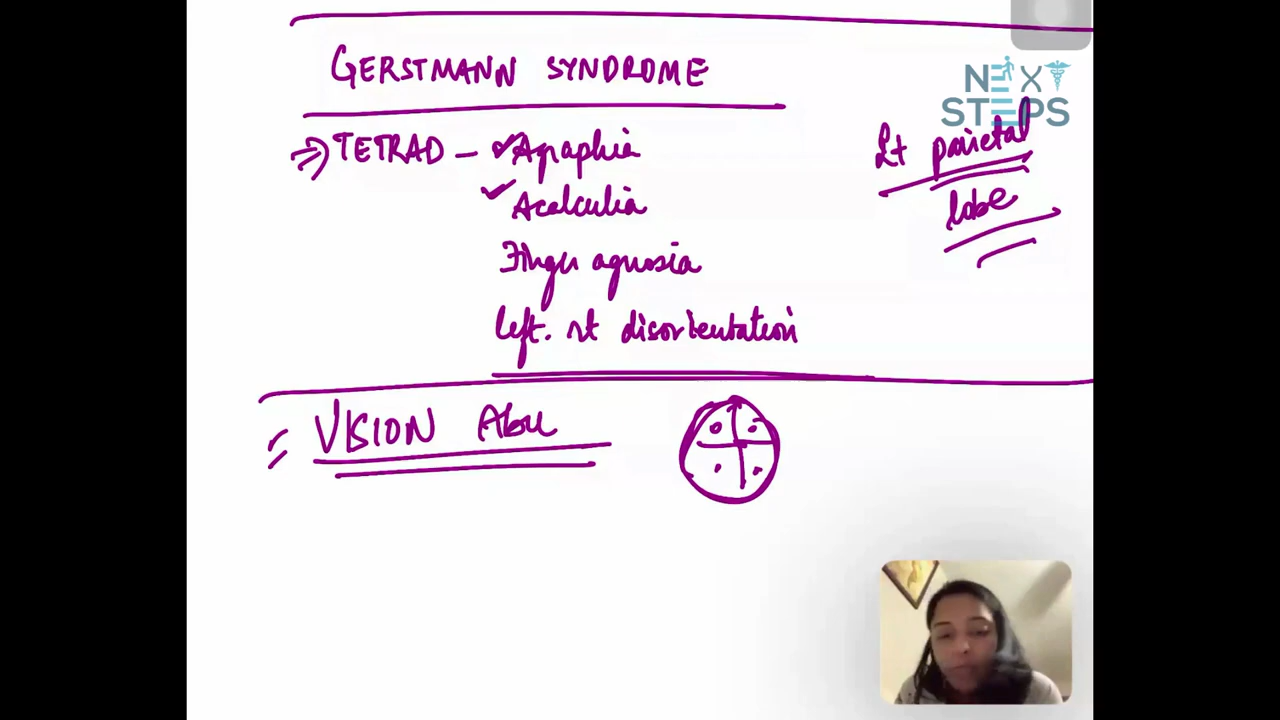 GERSTMANN SYNDROME
NEXT
STEPS
⇒ TETRAD - ✓ Agraphia
Lt parietal
lobe
✓ Acalculia
Finger agnosia
left. rt disorientation
= VISION Abn